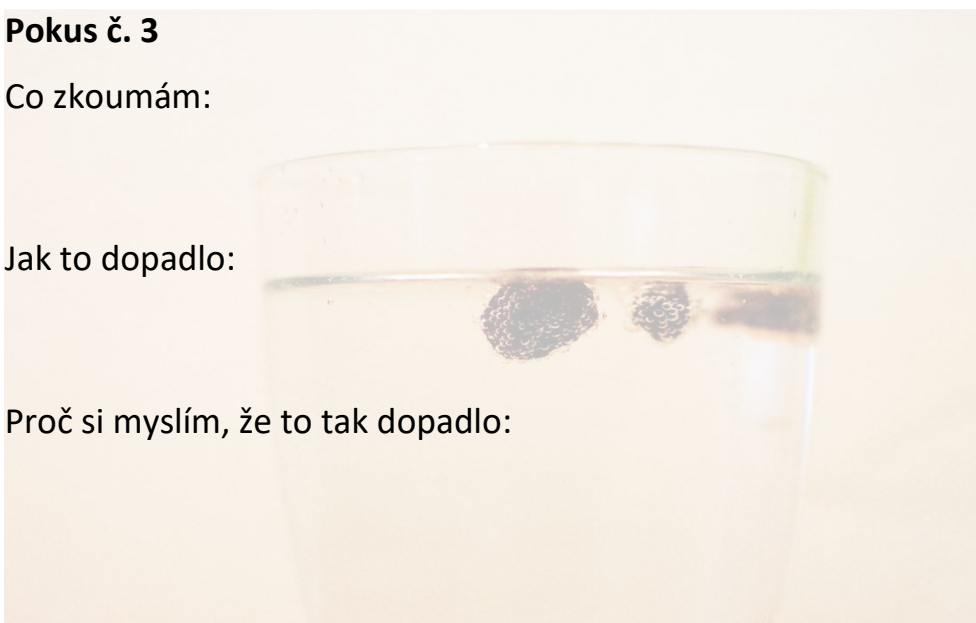 Pokus č. 3
Co zkoumám:
Jak to dopadlo:
Proč si myslím, že to tak dopadlo: